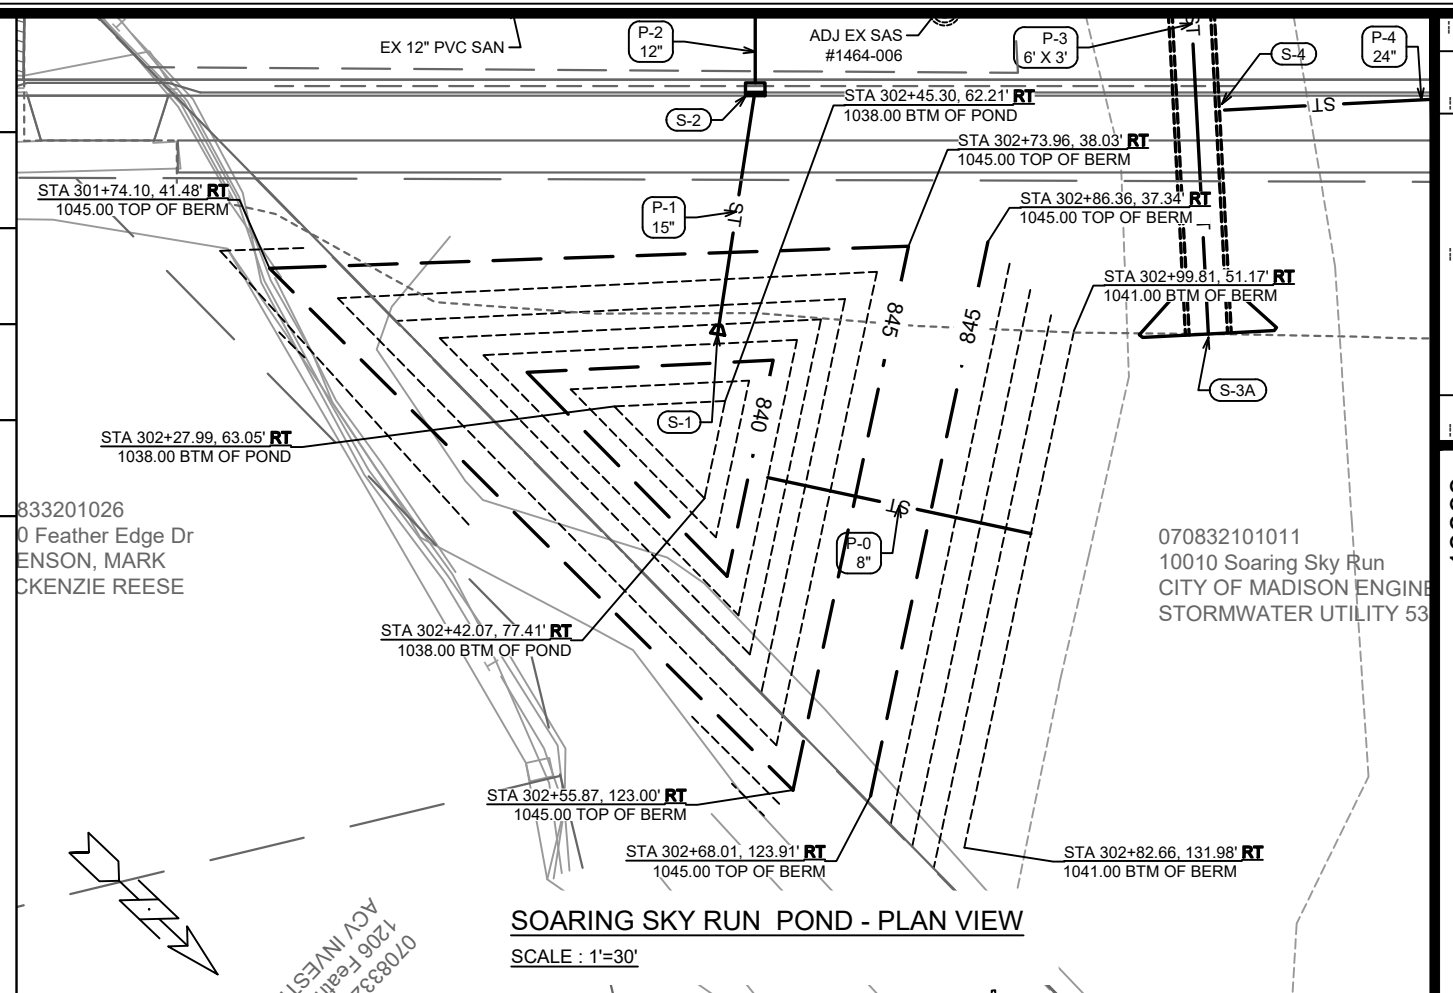 EX 12" PVC SAN
P-2
12"
ADJ EX SAS
#1464-006
P-3
6' X 3'
ST
S-4
P-4
24"
ST
S-2
STA 302+45.30, 62.21' RT
1038.00 BTM OF POND
STA 302+73.96, 38.03' RT
1045.00 TOP OF BERM
STA 301+74.10, 41.48' RT
1045.00 TOP OF BERM
P-1
15"
ST
STA 302+86.36, 37.34' RT
1045.00 TOP OF BERM
STA 302+99.81, 51.17' RT
1041.00 BTM OF BERM
845
845
S-3A
S-1
840
STA 302+27.99, 63.05' RT
1038.00 BTM OF POND
833201026
0 Feather Edge Dr
ENSON, MARK
CKENZIE REESE
ST
P-0
8"
070832101011
10010 Soaring Sky Run
CITY OF MADISON ENGINE
STORMWATER UTILITY 53
STA 302+42.07, 77.41' RT
1038.00 BTM OF POND
STA 302+55.87, 123.00' RT
1045.00 TOP OF BERM
STA 302+68.01, 123.91' RT
1045.00 TOP OF BERM
STA 302+82.66, 131.98' RT
1041.00 BTM OF BERM
070833
1206 Feath
ACV INVEST
SOARING SKY RUN POND - PLAN VIEW
SCALE : 1'=30'